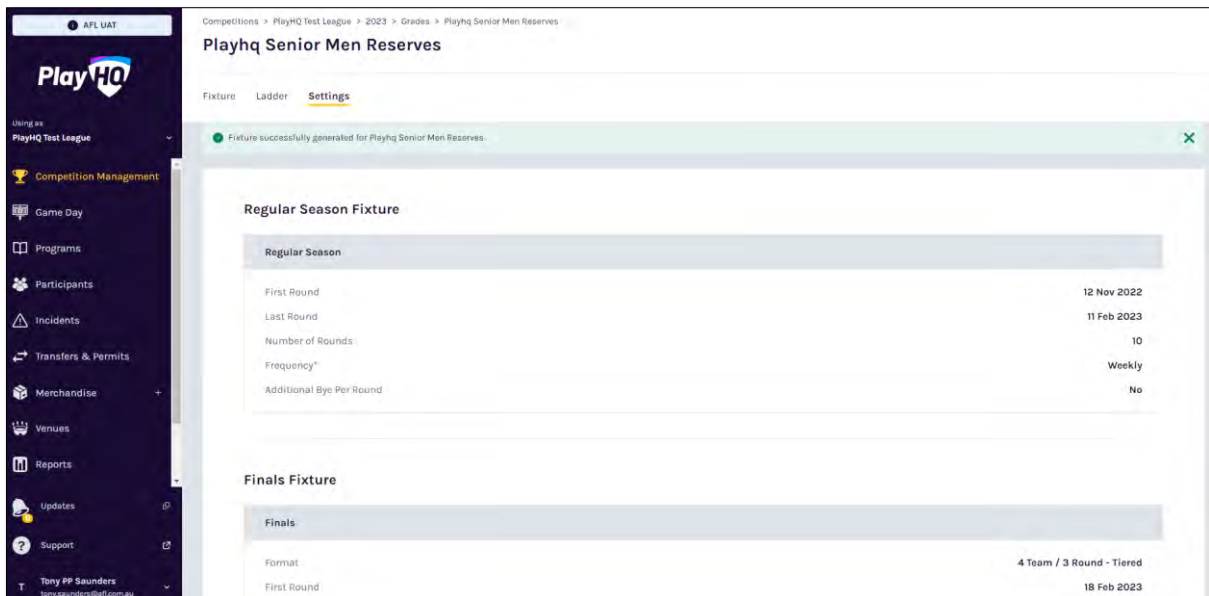 AFL UAT
PlayHQ
Using as
PlayHQ Test League
Competition Management
Game Day
Programs
Participants
Incidents
Transfers & Permits
Merchandise +
Venues
Reports
Updates
Support
T Tony PP Saunders
tony.saunders@afl.com.au
Competitions > PlayHQ Test League > 2023 > Grades > Playhq Senior Men Reserves
Playhq Senior Men Reserves
Fixture Ladder Settings
Fixture successfully generated for Playhq Senior Men Reserves
Regular Season Fixture
Regular Season
First Round 12 Nov 2022
Last Round 11 Feb 2023
Number of Rounds 10
Frequency* Weekly
Additional Bye Per Round No
Finals Fixture
Finals
Format 4 Team / 3 Round - Tiered
First Round 18 Feb 2023